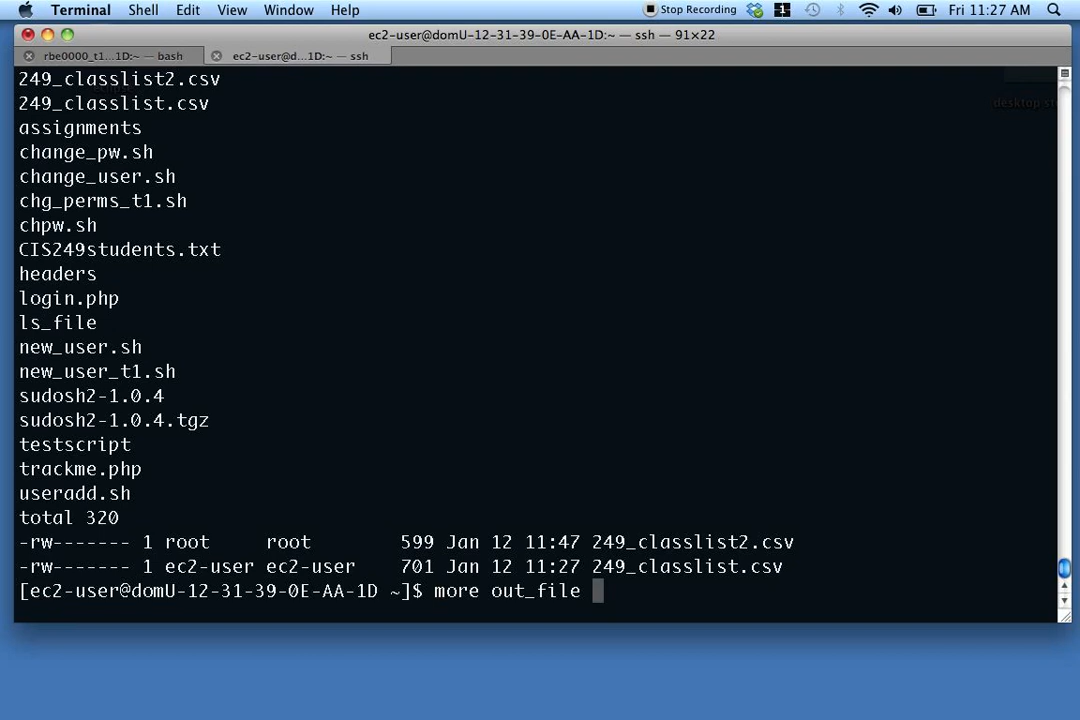 Terminal Shell Edit View Window Help Stop Recording 1 Fri 11:27 AM
ec2-user@domU-12-31-39-0E-AA-1D:~ — ssh — 91×22
rbe0000_t1...1D:~ — bash ec2-user@d...1D:~ — ssh
249_classlist2.csv
249_classlist.csv
assignments
change_pw.sh
change_user.sh
chg_perms_t1.sh
chpw.sh
CIS249students.txt
headers
login.php
ls_file
new_user.sh
new_user_t1.sh
sudosh2-1.0.4
sudosh2-1.0.4.tgz
testscript
trackme.php
useradd.sh
total 320
-rw------- 1 root     root        599 Jan 12 11:47 249_classlist2.csv
-rw------- 1 ec2-user ec2-user    701 Jan 12 11:27 249_classlist.csv
[ec2-user@domU-12-31-39-0E-AA-1D ~]$ more out_file